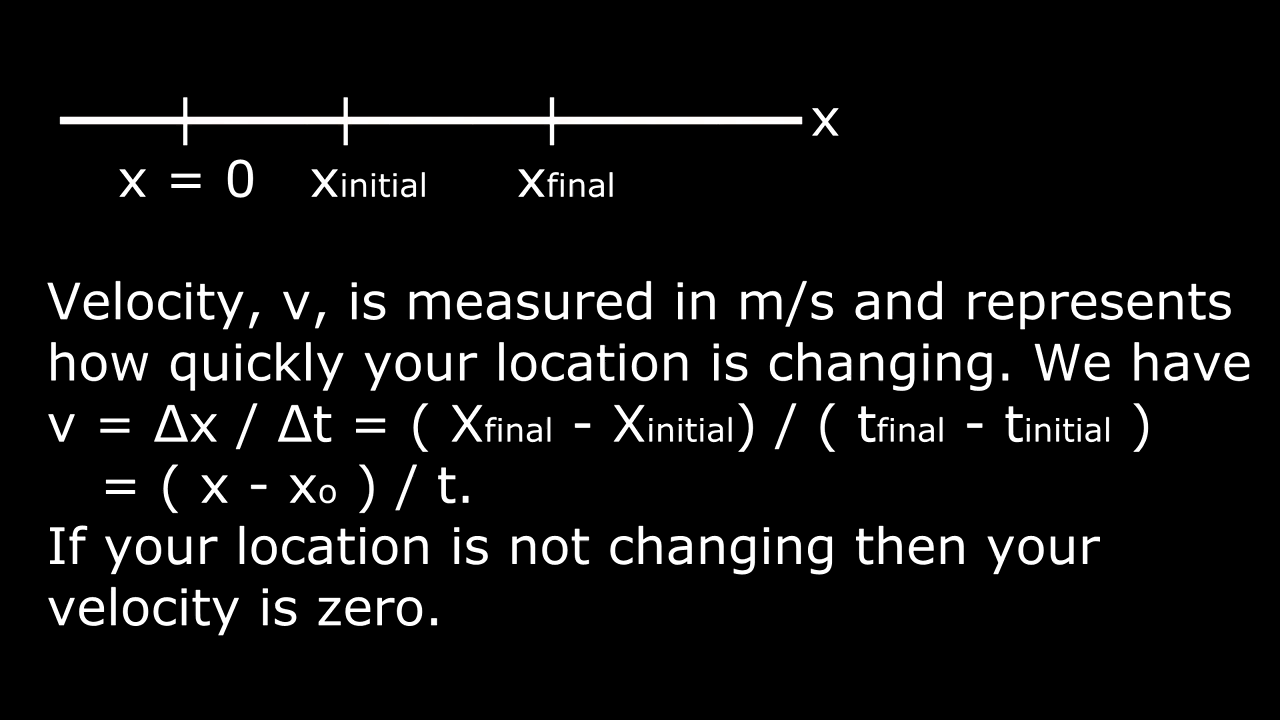 x
x = 0 xinitial xfinal
Velocity, v, is measured in m/s and represents
how quickly your location is changing. We have
v = Δx / Δt = ( Xfinal - Xinitial) / ( tfinal - tinitial )
= ( x - xo ) / t.
If your location is not changing then your
velocity is zero.